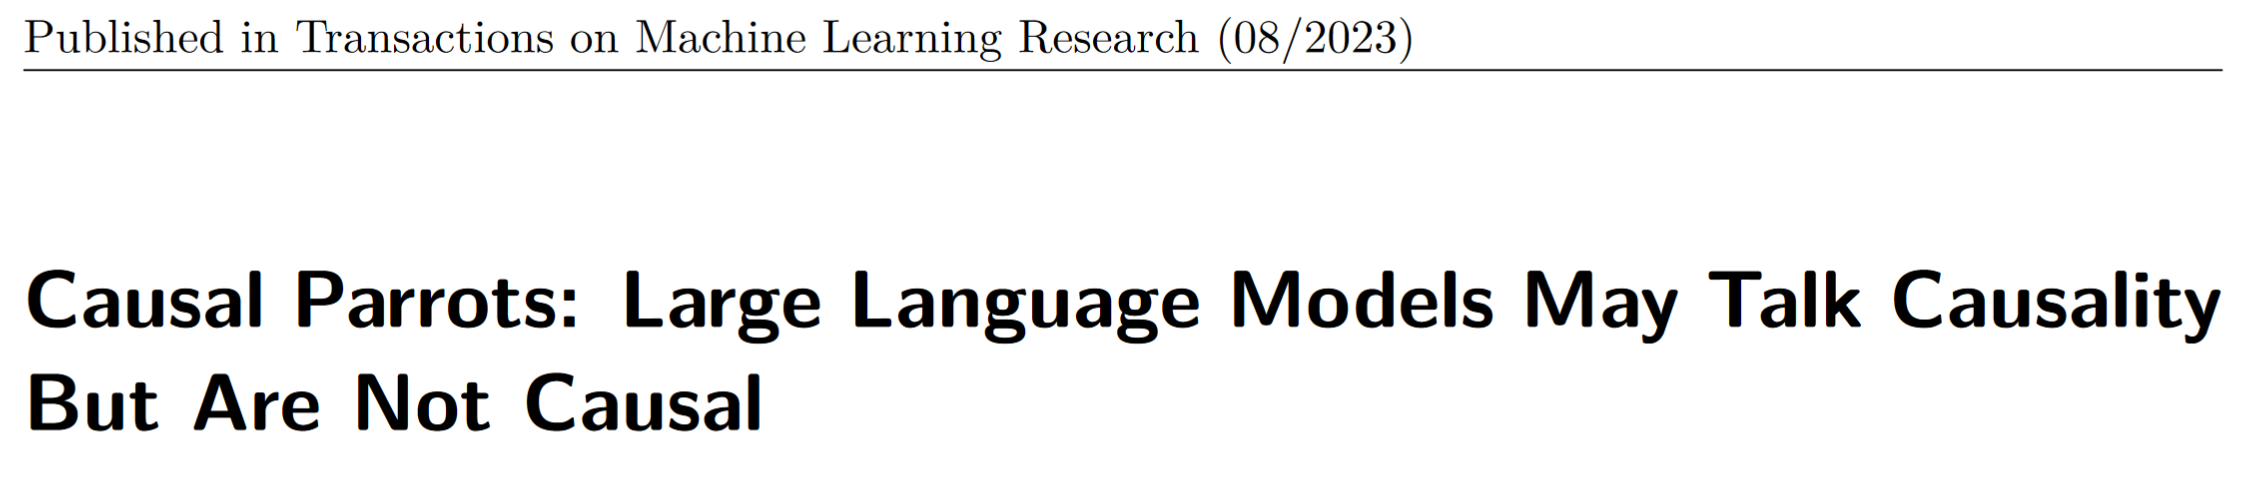 Published in Transactions on Machine Learning Research (08/2023)
Causal Parrots: Large Language Models May Talk Causality
But Are Not Causal